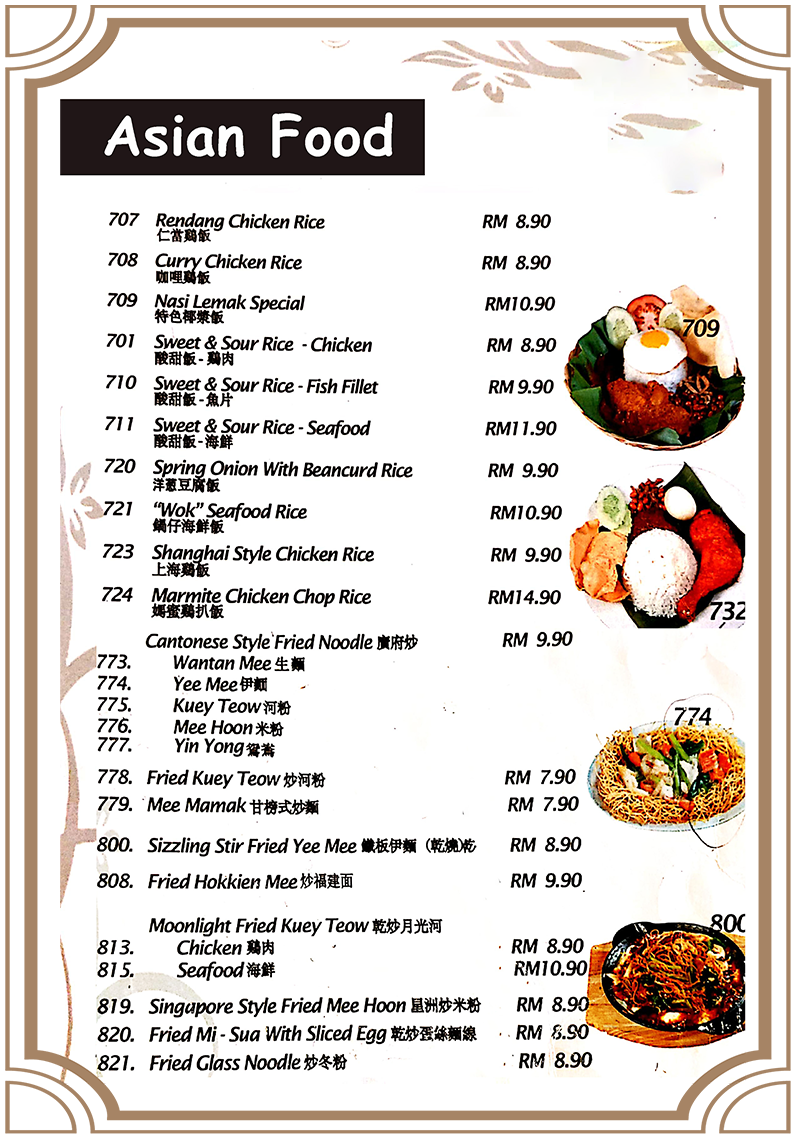 Asian Food
707 Rendang Chicken Rice RM 8.90
仁當鷄飯
708 Curry Chicken Rice RM 8.90
咖哩鷄飯
709 Nasi Lemak Special RM10.90
特色椰漿飯
701 Sweet & Sour Rice - Chicken RM 8.90
酸甜飯 - 鷄肉
710 Sweet & Sour Rice - Fish Fillet RM 9.90
酸甜飯 - 魚片
711 Sweet & Sour Rice - Seafood RM11.90
酸甜飯 - 海鮮
720 Spring Onion With Beancurd Rice RM 9.90
洋葱豆腐飯
721 “Wok” Seafood Rice RM10.90
鍋仔海鮮飯
723 Shanghai Style Chicken Rice RM 9.90
上海鷄飯
724 Marmite Chicken Chop Rice RM14.90
媽蜜鷄扒飯
Cantonese Style Fried Noodle 廣府炒 RM 9.90
773. Wantan Mee 生麵
774. Yee Mee 伊麵
775. Kuey Teow 河粉
776. Mee Hoon 米粉
777. Yin Yong
778. Fried Kuey Teow 炒河粉 RM 7.90
779. Mee Mamak 甘榜式炒麵 RM 7.90
800. Sizzling Stir Fried Yee Mee 鐵板伊麵 (乾燒)乾 RM 8.90
808. Fried Hokkien Mee 炒福建面 RM 9.90
Moonlight Fried Kuey Teow 乾炒月光河
813. Chicken 鷄肉 RM 8.90
815. Seafood 海鮮 RM10.90
819. Singapore Style Fried Mee Hoon 星洲炒米粉 RM 8.90
820. Fried Mi - Sua With Sliced Egg 乾炒蛋絲麵線 RM 8.90
821. Fried Glass Noodle 炒冬粉 RM 8.90
709
732
774
800